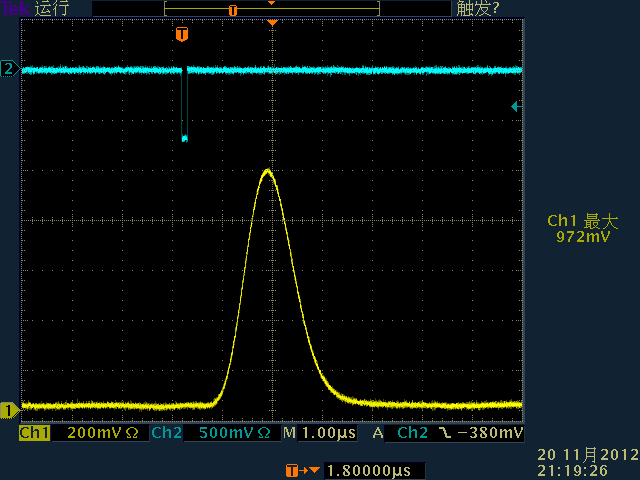 Tek 运行 T 触发?
T
2
Ch1 最大
972mV
1
Ch1 200mV Ω Ch2 500mV Ω M 1.00µs A Ch2 -380mV
20 11月 2012
21:19:26
T 1.80000µs